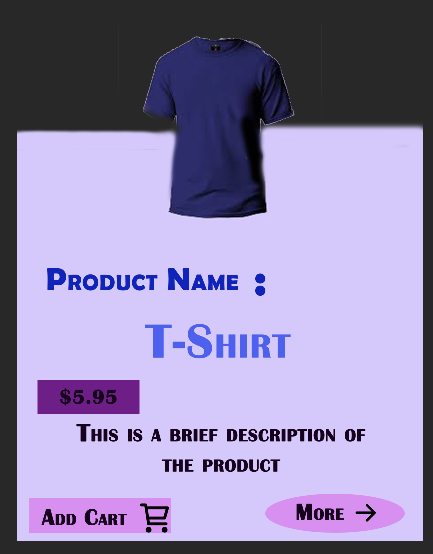 Product Name :
T-Shirt
$5.95
This is a brief description of
the product
Add Cart
More